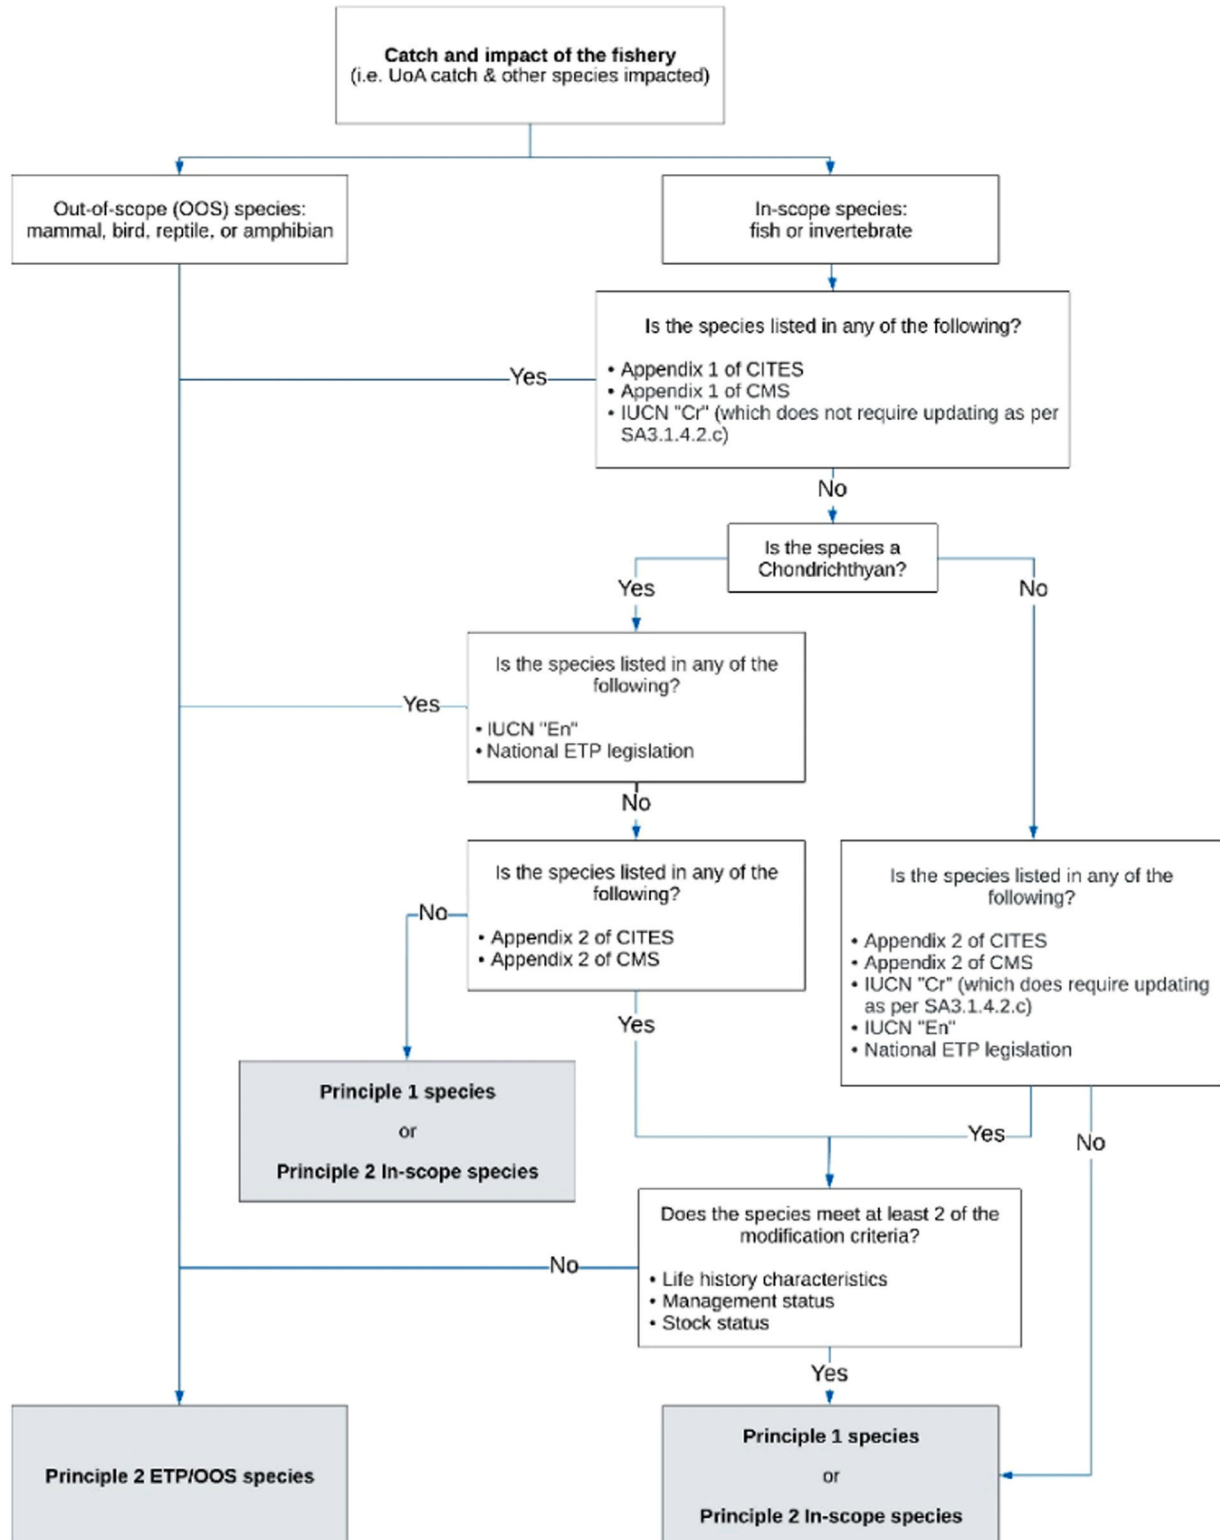 Catch and impact of the fishery
(i.e. UoA catch & other species impacted)
Out-of-scope (OOS) species:
mammal, bird, reptile, or amphibian
In-scope species:
fish or invertebrate
Is the species listed in any of the following?
• Appendix 1 of CITES
• Appendix 1 of CMS
• IUCN "Cr" (which does not require updating as per
SA3.1.4.2.c)
Yes
No
Is the species a
Chondrichthyan?
Yes
No
Is the species listed in any of the
following?
• IUCN "En"
• National ETP legislation
Yes
No
Is the species listed in any of the
following?
• Appendix 2 of CITES
• Appendix 2 of CMS
No
Yes
Is the species listed in any of the
following?
• Appendix 2 of CITES
• Appendix 2 of CMS
• IUCN "Cr" (which does require updating
as per SA3.1.4.2.c)
• IUCN "En"
• National ETP legislation
Yes
No
Principle 1 species
or
Principle 2 In-scope species
Does the species meet at least 2 of the
modification criteria?
• Life history characteristics
• Management status
• Stock status
No
Yes
Principle 2 ETP/OOS species
Principle 1 species
or
Principle 2 In-scope species